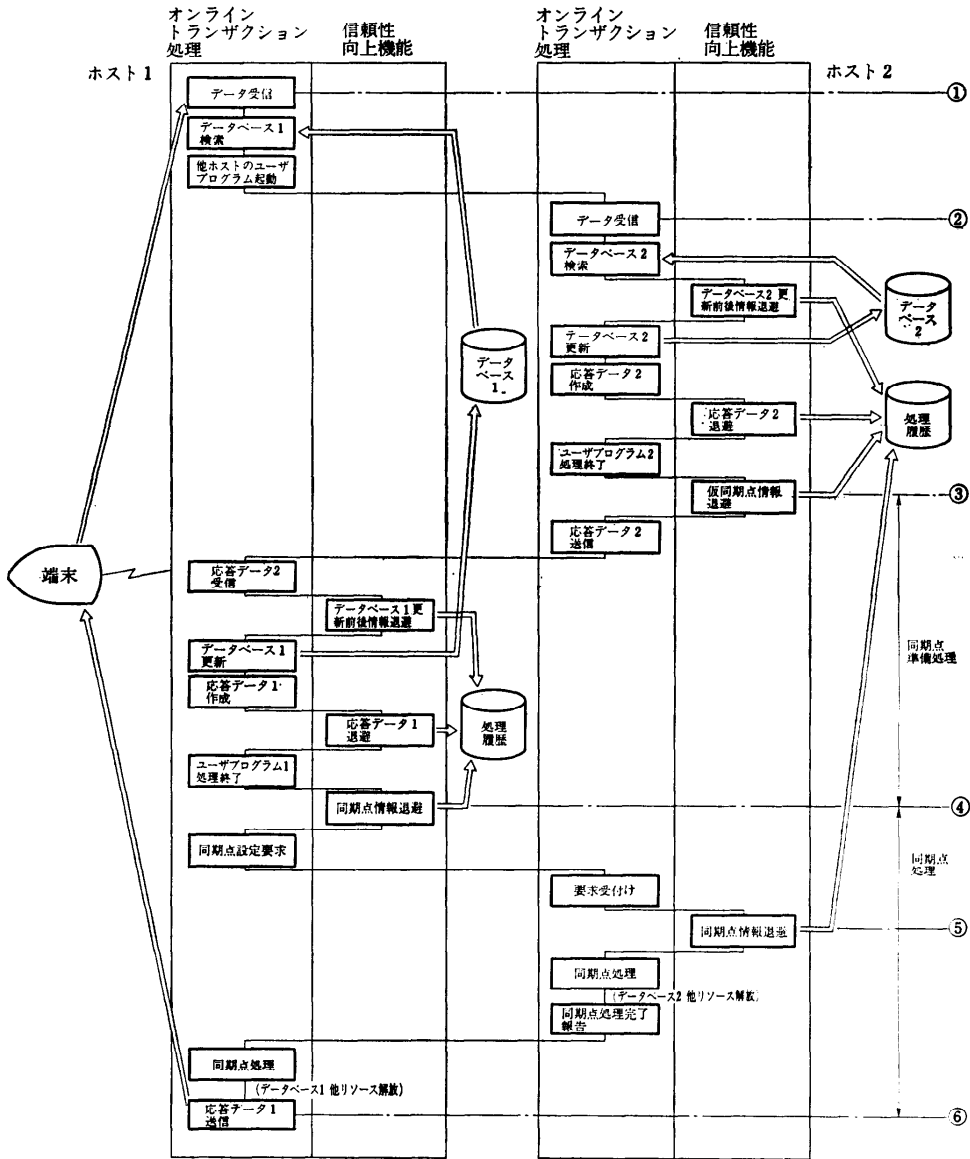 オンライン
トランザクション
処理
信頼性
向上機能
オンライン
トランザクション
処理
信頼性
向上機能
ホスト1
ホスト2
データ受信
①
データベース1
検索
他ホストのユーザ
プログラム起動
データ受信
②
データベース2
検索
データベース2更
新前後情報退避
データ
ベース
2
データベース2
更新
データ
ベース
1
応答データ2
作成
応答データ2
退避
処理
履歴
ユーザプログラム2
処理終了
仮同期点情報
退避
③
応答データ2
送信
端末
応答データ2
受信
データベース1更
新前後情報退避
データベース1
更新
同期点
準備処理
応答データ1
作成
応答データ1
退避
処理
履歴
ユーザプログラム1
処理終了
同期点情報退避
④
同期点設定要求
同期点
処理
要求受付け
同期点情報退避
⑤
同期点処理
(データベース2他リソース解放)
同期点処理完了
報告
同期点処理
(データベース1他リソース解放)
応答データ1
送信
⑥